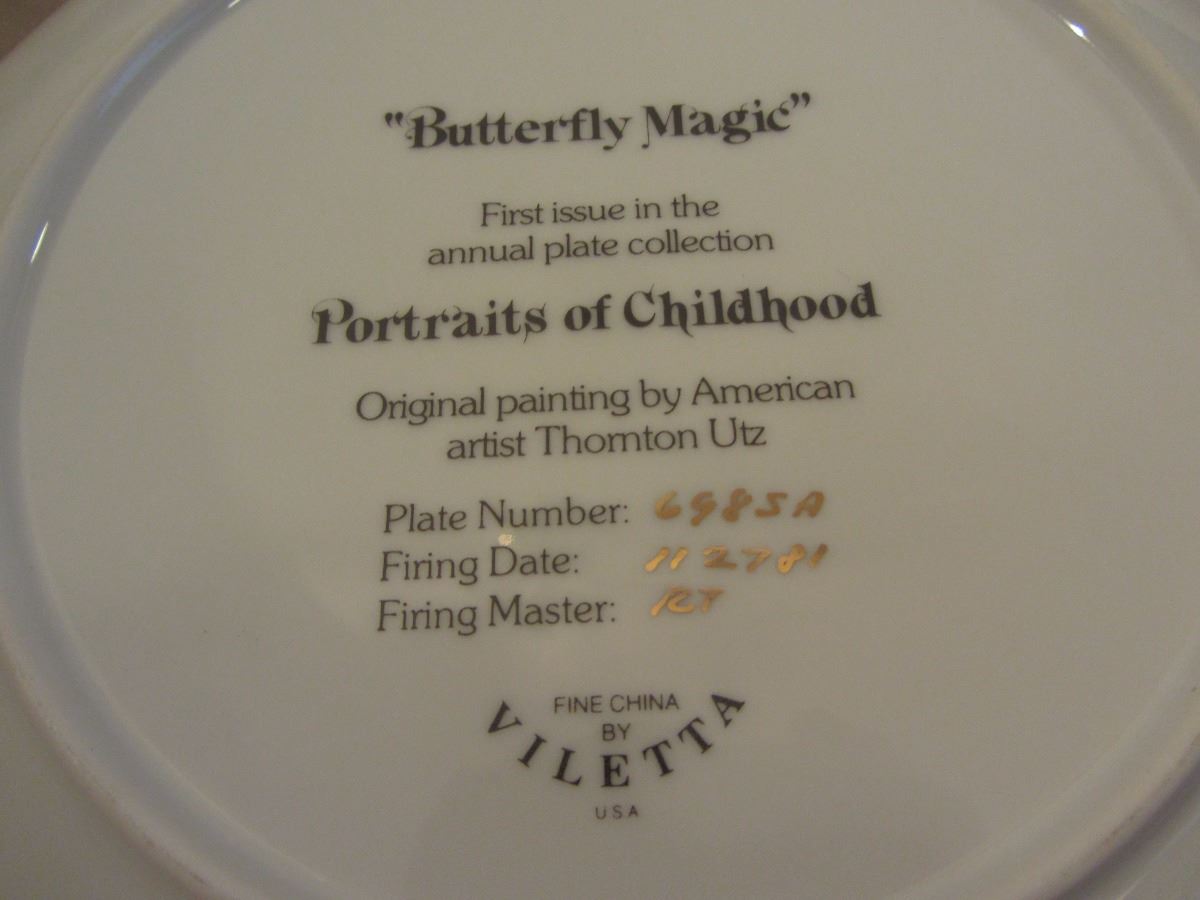 "Butterfly Magic"
First issue in the
annual plate collection
Portraits of Childhood
Original painting by American
artist Thornton Utz
Plate Number: 6985A
Firing Date: 112781
Firing Master: RT
FINE CHINA
BY
VILETTA
USA